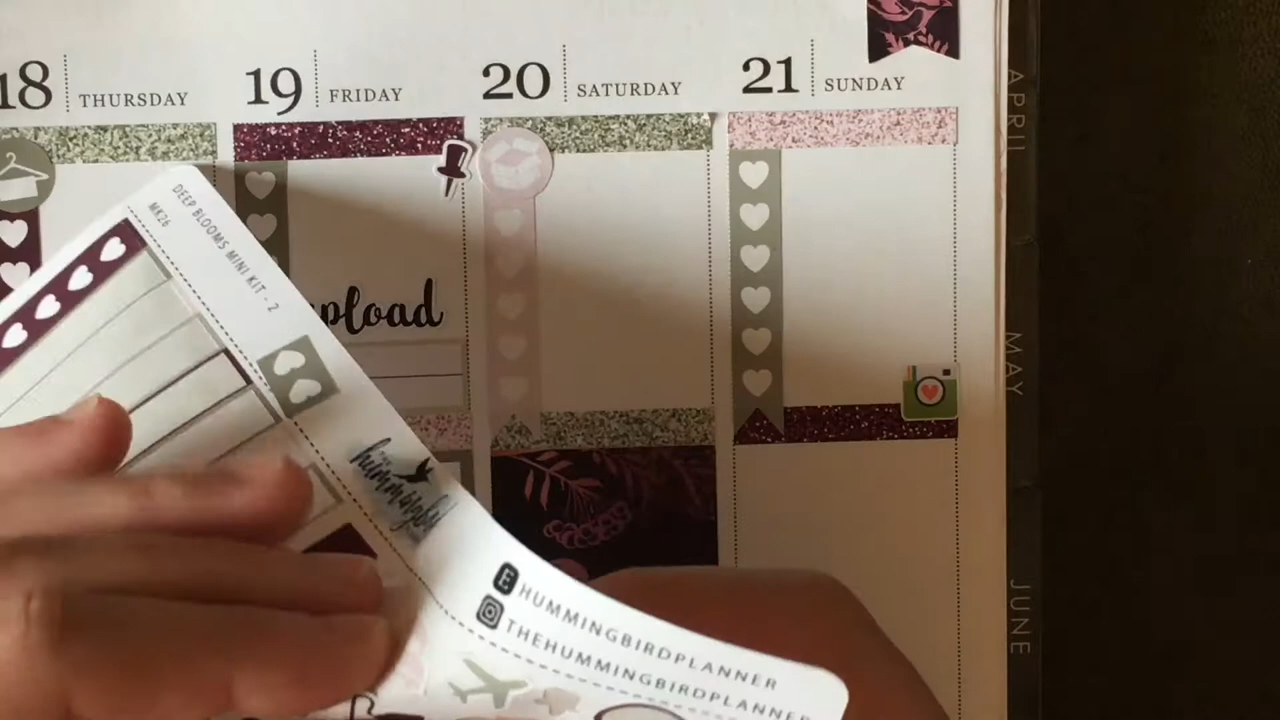 18 THURSDAY
19 FRIDAY
20 SATURDAY
21 SUNDAY
APRIL
MAY
JUNE
DEEP BLOOMS MINI KIT - 2
MK26
pload
E HUMMINGBIRDPLANNER
THEHUMMINGBIRDPLANNER